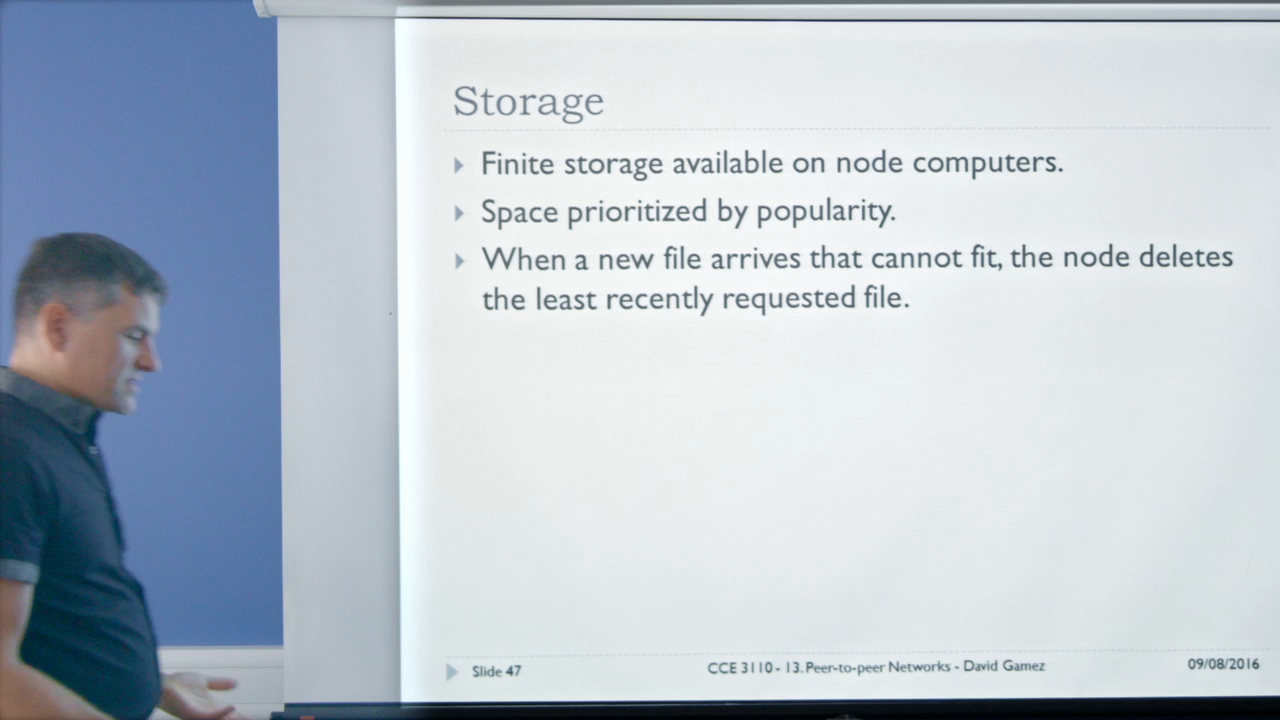 Storage
Finite storage available on node computers.
Space prioritized by popularity.
When a new file arrives that cannot fit, the node deletes
the least recently requested file.
Slide 47
CCE 3110 - 13. Peer-to-peer Networks - David Gamez
09/08/2016